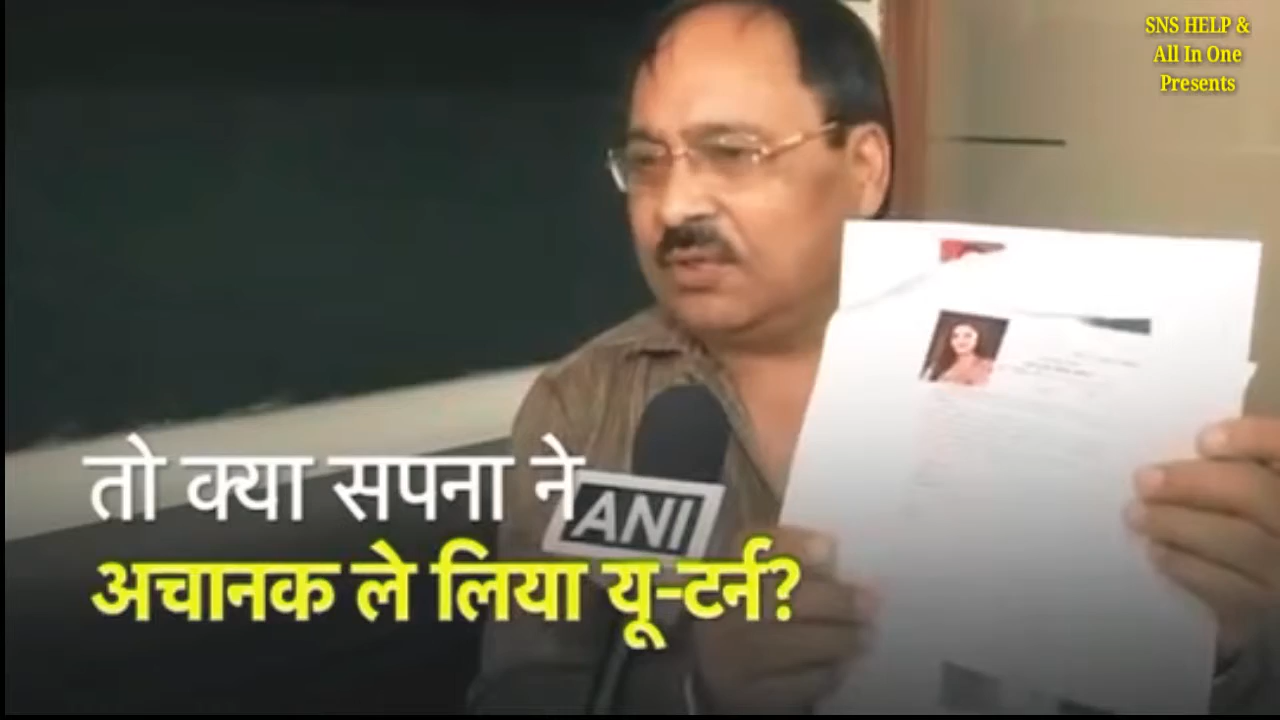 SNS HELP &
All In One
Presents
तो क्या सपना ने
ANI
अचानक ले लिया यू-टर्न?